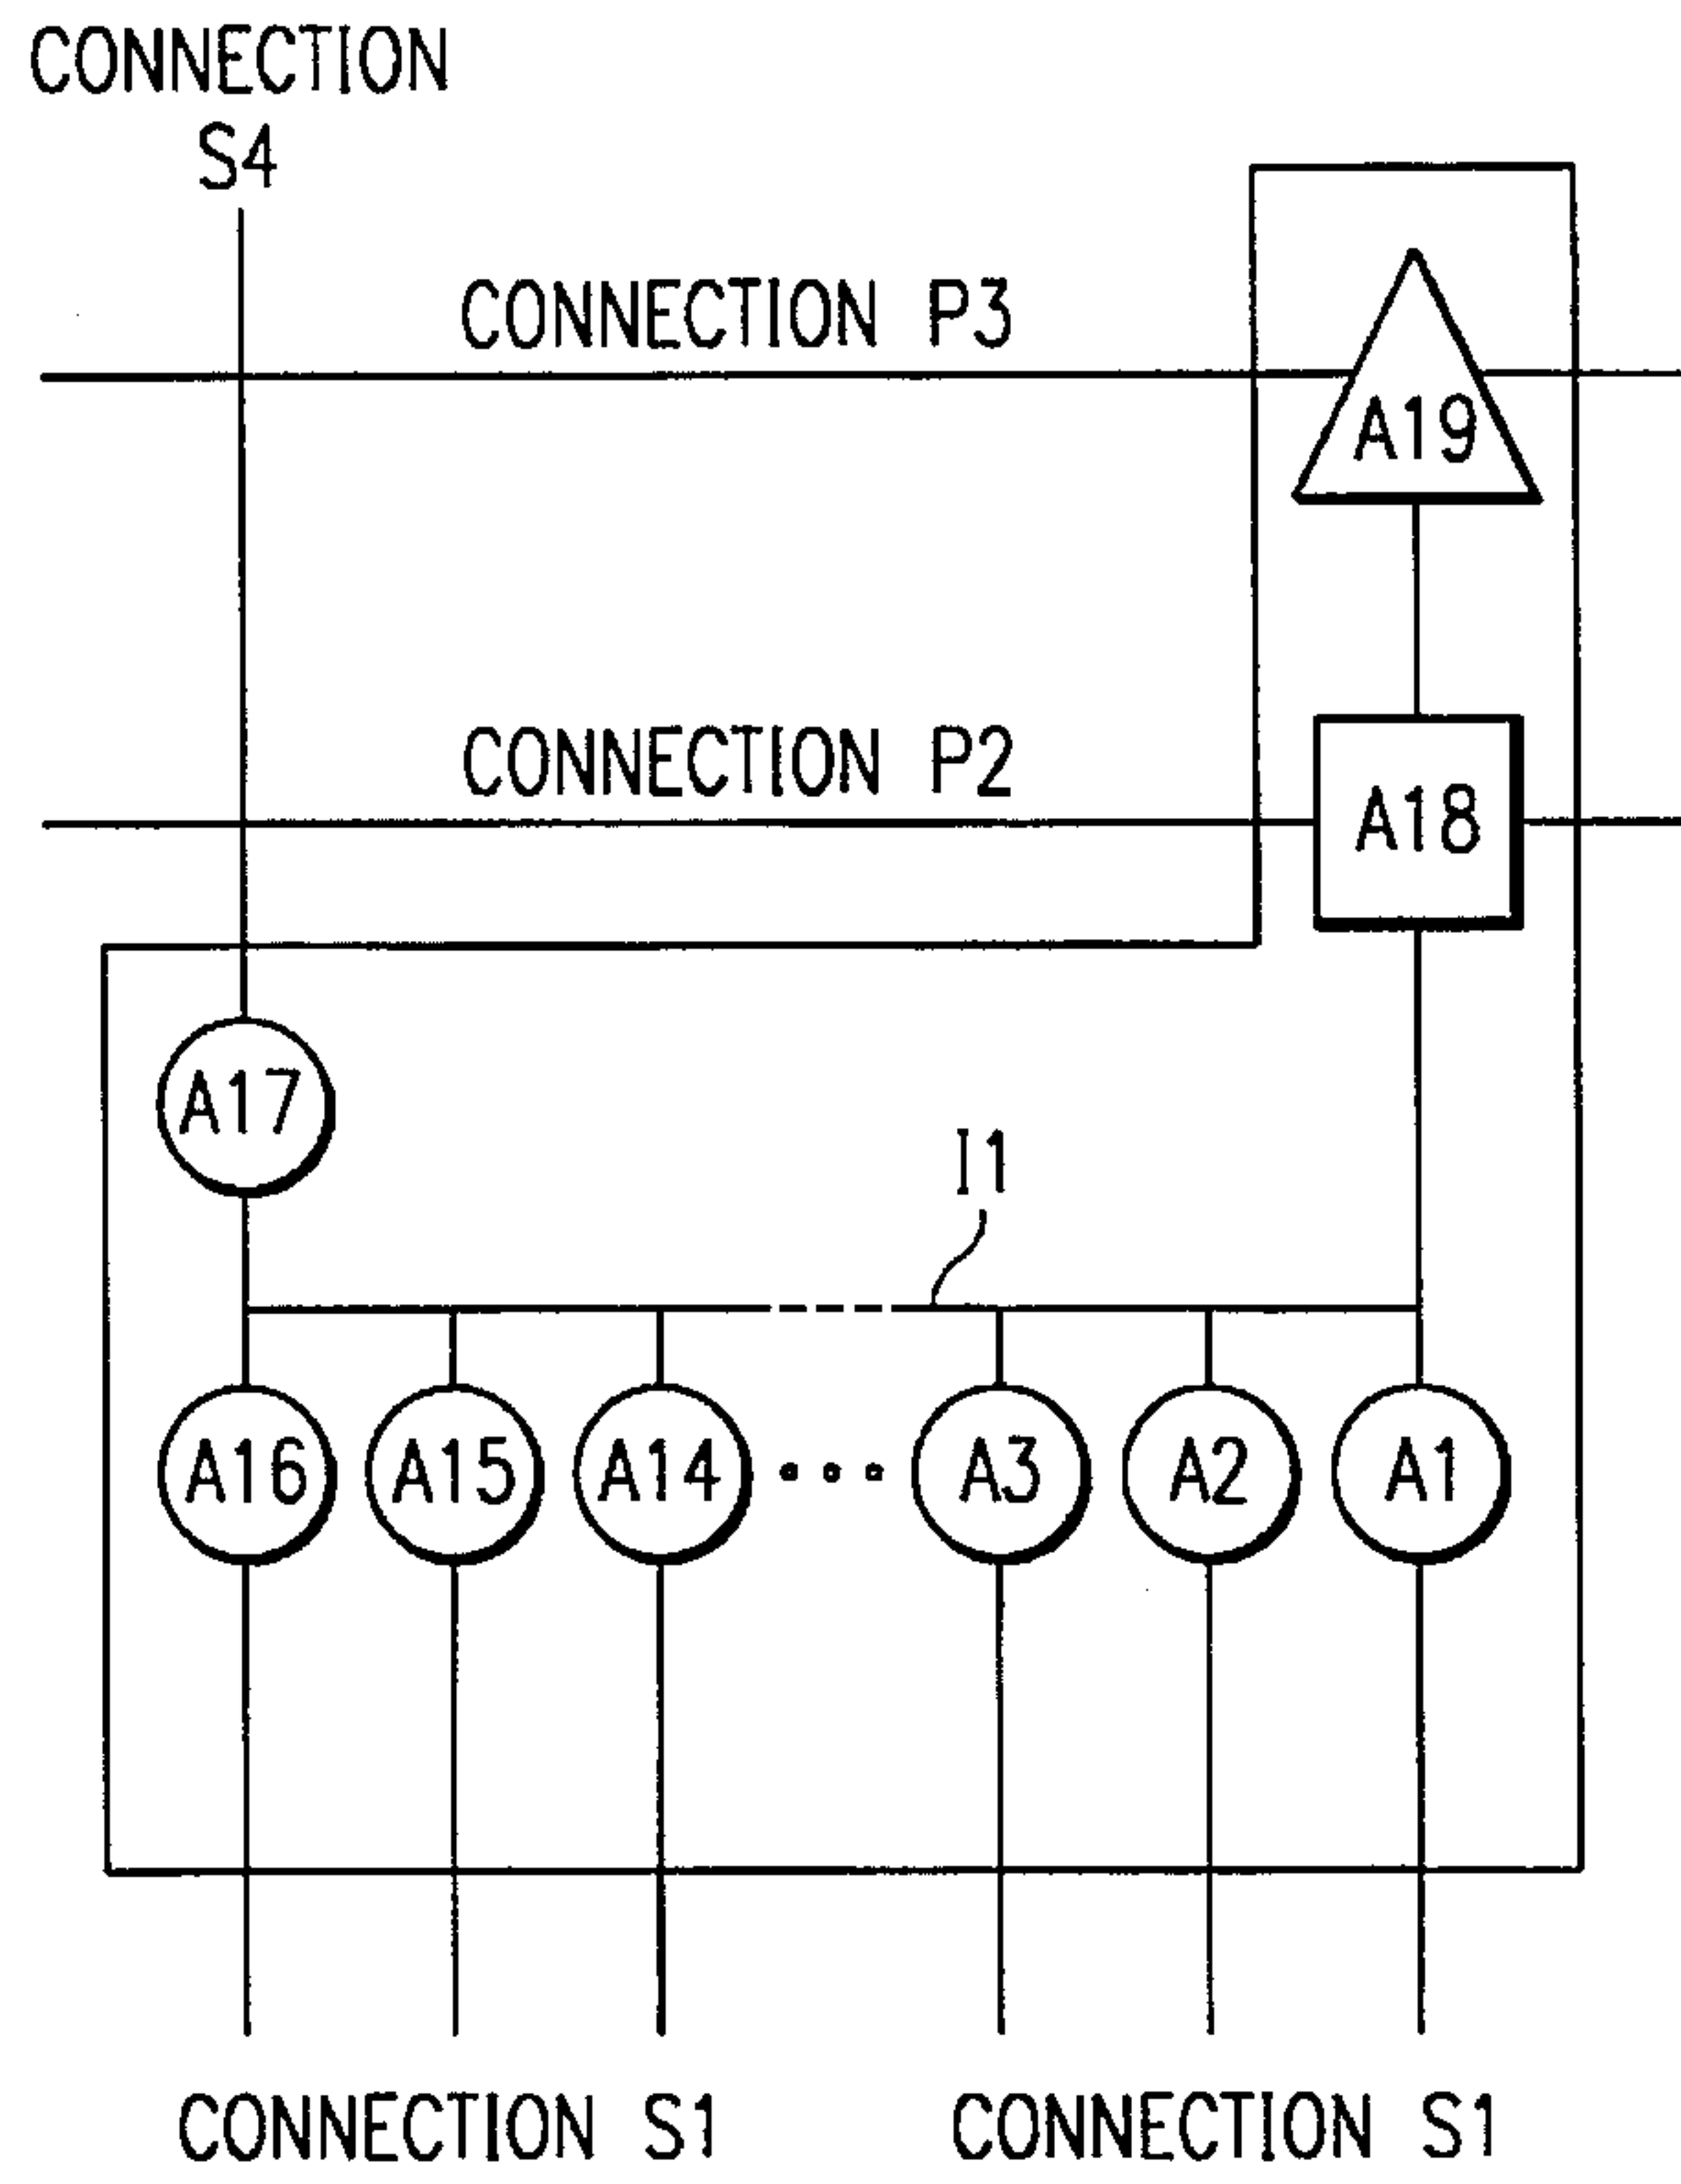 CONNECTION
S4
CONNECTION P3
A19
CONNECTION P2
A18
A17
I1
A16 A15 A14 A3 A2 A1
CONNECTION S1 CONNECTION S1